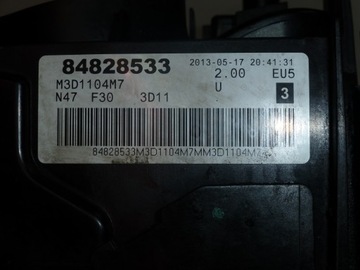 84828533 2013-05-17 20:41:31
M3D1104M7 2.00 EU5
N47 F30 3D11 U 3
84828533M3D1104M7MM3D1104M7